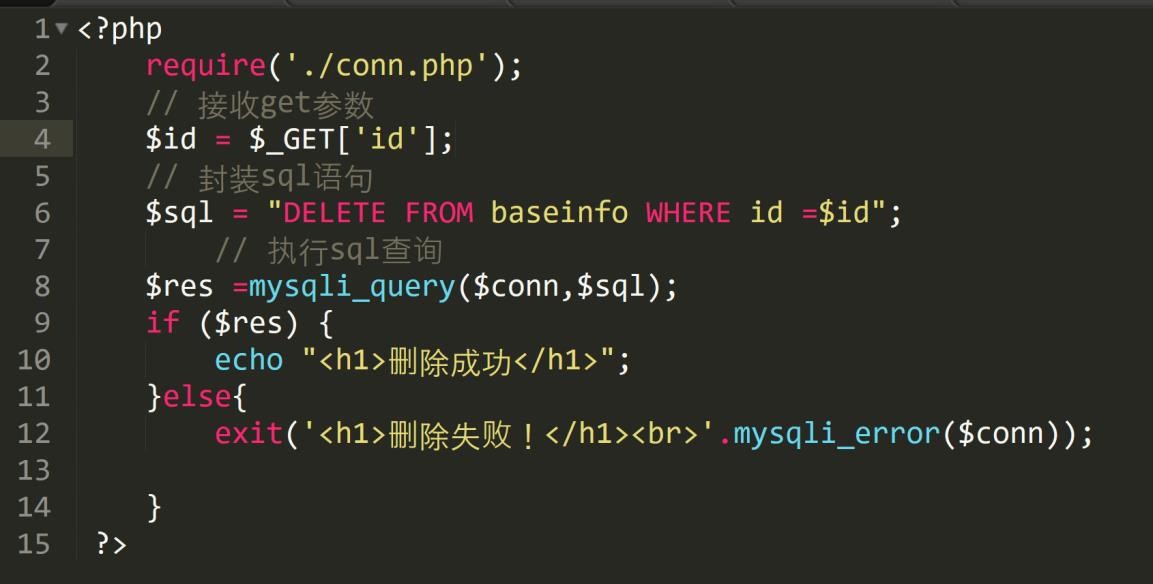 1 <?php
2 require('./conn.php');
3 // 接收get参数
4 $id = $_GET['id'];
5 // 封装sql语句
6 $sql = "DELETE FROM baseinfo WHERE id =$id";
7 // 执行sql查询
8 $res =mysqli_query($conn,$sql);
9 if ($res) {
10 echo "<h1>删除成功</h1>";
11 }else{
12 exit('<h1>删除失败！</h1><br>'.mysqli_error($conn));
13
14 }
15 ?>